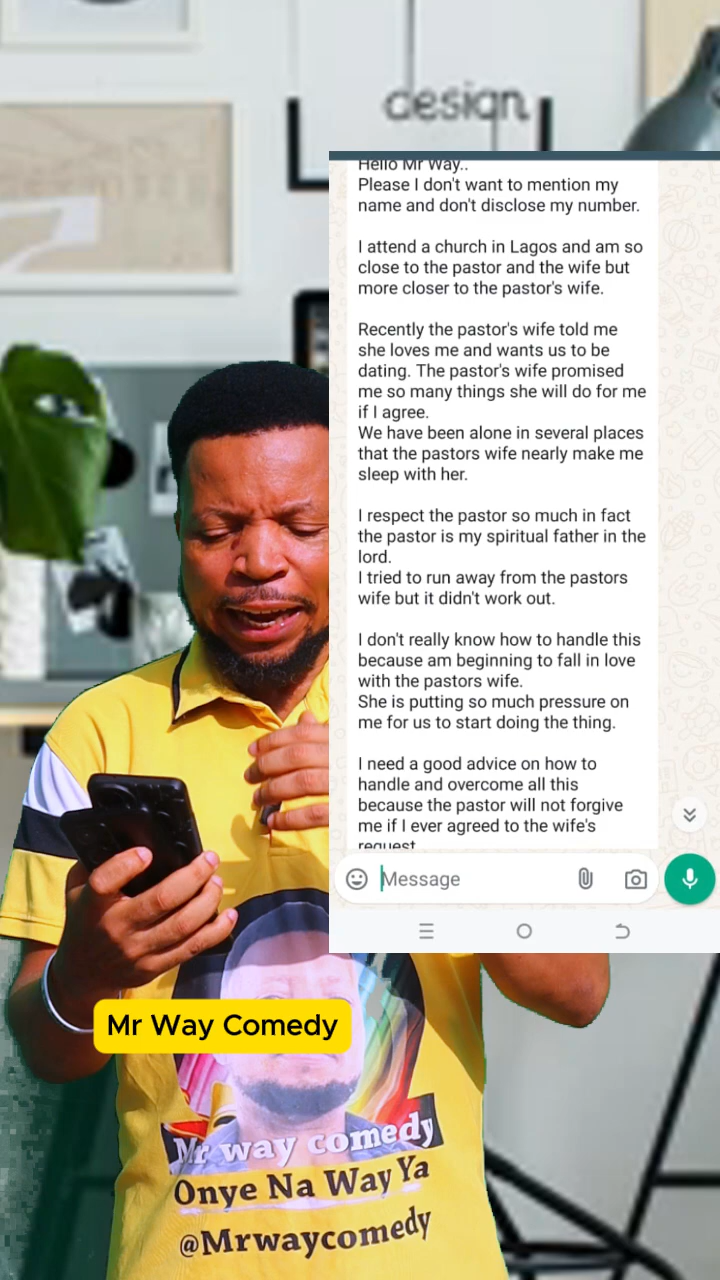 design
Hello Mr Way..
Please I don't want to mention my
name and don't disclose my number.
I attend a church in Lagos and am so
close to the pastor and the wife but
more closer to the pastor's wife.
Recently the pastor's wife told me
she loves me and wants us to be
dating. The pastor's wife promised
me so many things she will do for me
if I agree.
We have been alone in several places
that the pastors wife nearly make me
sleep with her.
I respect the pastor so much in fact
the pastor is my spiritual father in the
lord.
I tried to run away from the pastors
wife but it didn't work out.
I don't really know how to handle this
because am beginning to fall in love
with the pastors wife.
She is putting so much pressure on
me for us to start doing the thing.
I need a good advice on how to
handle and overcome all this
because the pastor will not forgive
me if I ever agreed to the wife's
request
Message
Mr Way Comedy
Mr way comedy
Onye Na Way Ya
@Mrwaycomedy